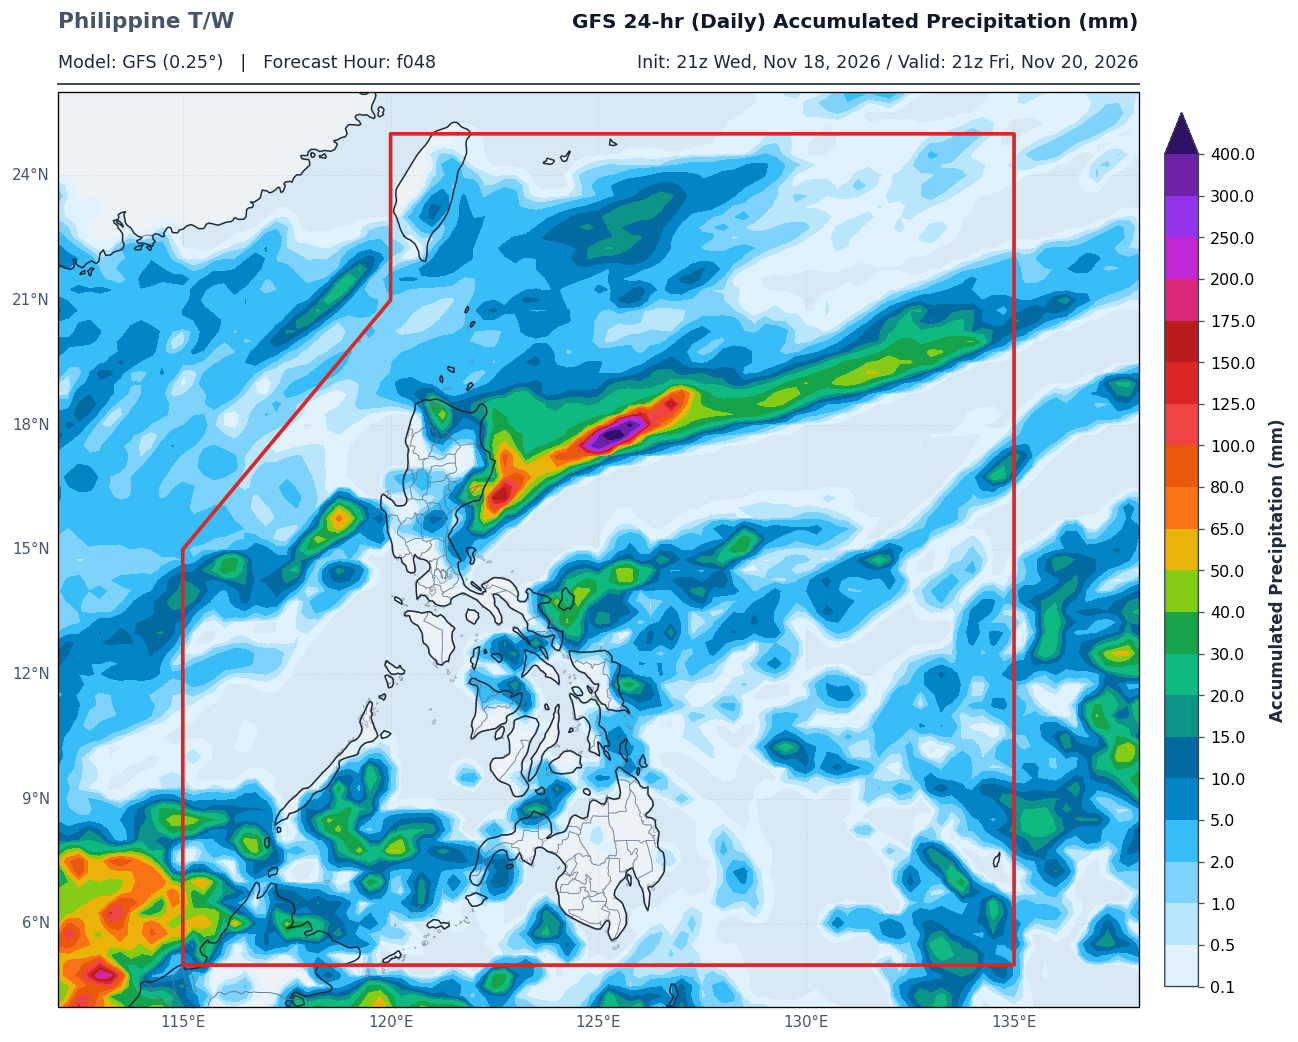 Philippine T/W
GFS 24-hr (Daily) Accumulated Precipitation (mm)
Model: GFS (0.25°) | Forecast Hour: f048
Init: 21z Wed, Nov 18, 2026 / Valid: 21z Fri, Nov 20, 2026
24°N
21°N
18°N
15°N
12°N
9°N
6°N
115°E
120°E
125°E
130°E
135°E
400.0
300.0
250.0
200.0
175.0
150.0
125.0
100.0
80.0
65.0
50.0
40.0
30.0
20.0
15.0
10.0
5.0
2.0
1.0
0.5
0.1
Accumulated Precipitation (mm)